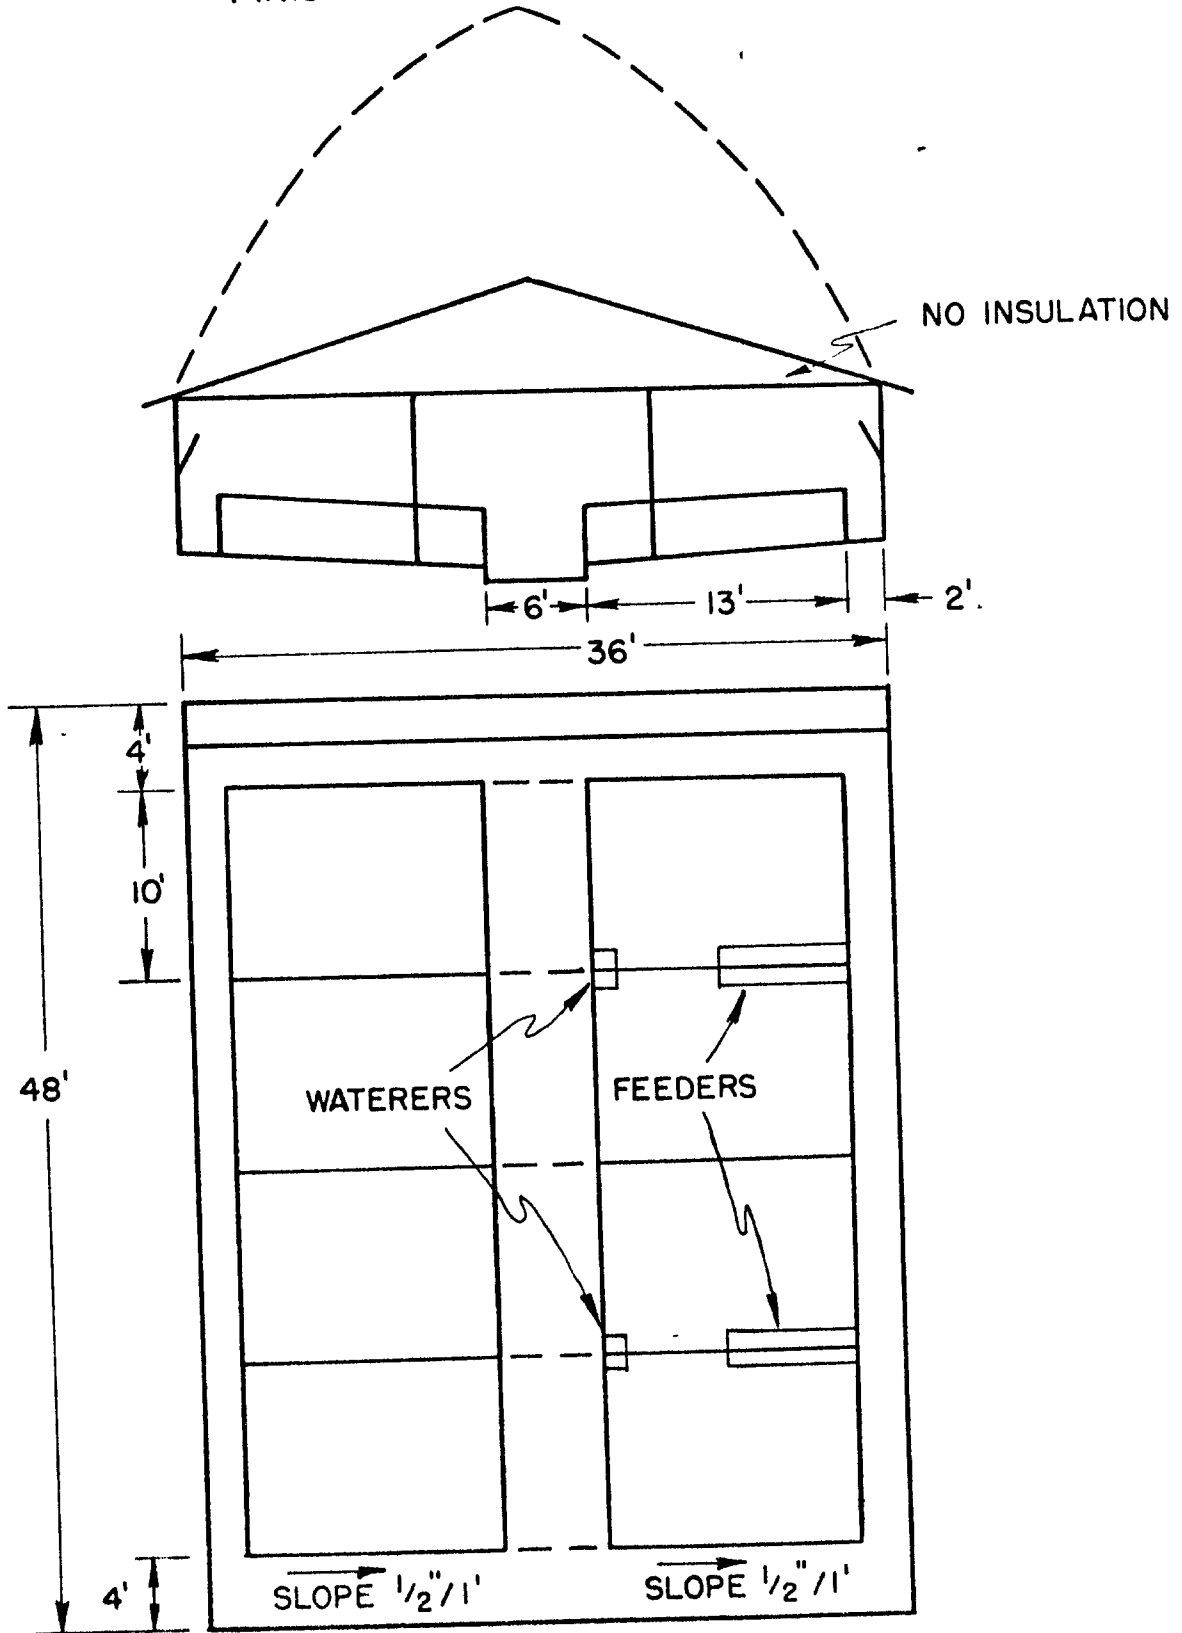 NO INSULATION
6'
13'
2'.
36'
4'
10'
48'
WATERERS
FEEDERS
4'
SLOPE 1/2"/1'
SLOPE 1/2"/1'